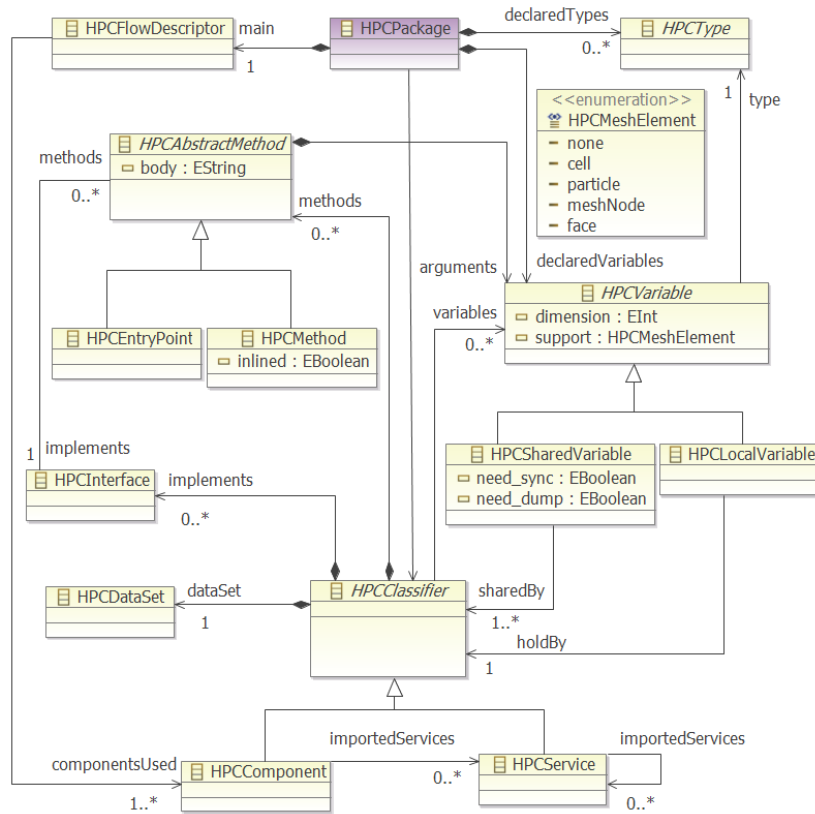 declaredTypes
HPCFlowDescriptor
main
HPCPackage
HPCType
1
0..*
1
type
<<enumeration>>
HPCMeshElement
none
cell
particle
meshNode
face
HPCAbstractMethod
body : EString
methods
0..*
methods
0..*
arguments
declaredVariables
HPCVariable
dimension : EInt
support : HPCMeshElement
variables
0..*
HPCEntryPoint
HPCMethod
inlined : EBoolean
1
implements
HPCInterface
implements
0..*
HPCSharedVariable
need_sync : EBoolean
need_dump : EBoolean
HPCLocalVariable
HPCDataSet
dataSet
1
HPCClassifier
sharedBy
1..*
holdBy
1
importedServices
importedServices
componentsUsed
HPCComponent
HPCService
1..*
0..*
0..*